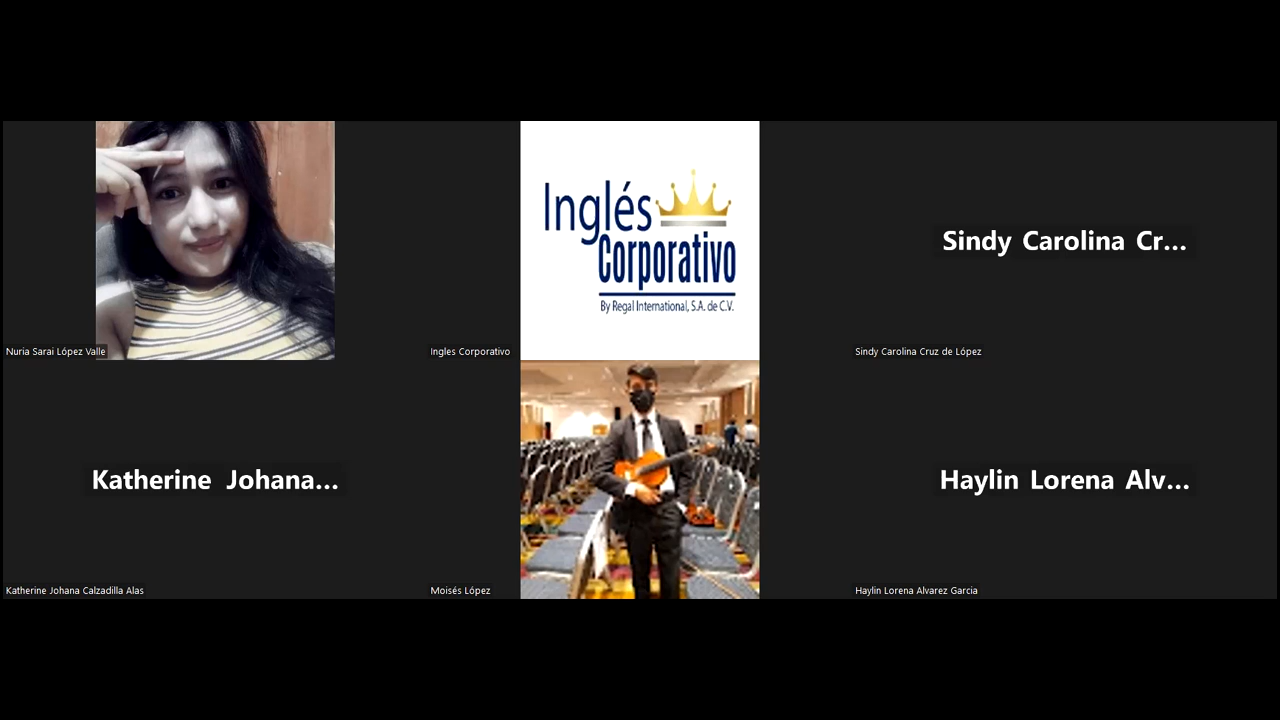 Nuria Sarai López Valle
Inglés
Corporativo
By Regal International, S.A. de C.V.
Ingles Corporativo
Sindy Carolina Cr...
Sindy Carolina Cruz de López
Katherine Johana...
Katherine Johana Calzadilla Alas
Moisés López
Haylin Lorena Alv...
Haylin Lorena Alvarez Garcia